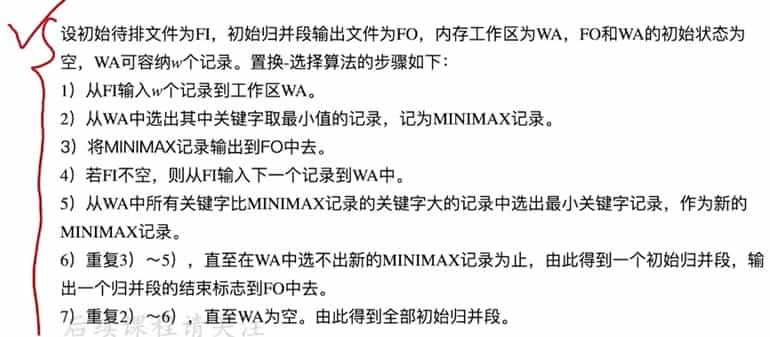 设初始待排文件为FI，初始归并段输出文件为FO，内存工作区为WA，FO和WA的初始状态为
空，WA可容纳w个记录。置换-选择算法的步骤如下：
1）从FI输入w个记录到工作区WA。
2）从WA中选出其中关键字取最小值的记录，记为MINIMAX记录。
3）将MINIMAX记录输出到FO中去。
4）若FI不空，则从FI输入下一个记录到WA中。
5）从WA中所有关键字比MINIMAX记录的关键字大的记录中选出最小关键字记录，作为新的
MINIMAX记录。
6）重复3）～5），直至在WA中选不出新的MINIMAX记录为止，由此得到一个初始归并段，输
出一个归并段的结束标志到FO中去。
7）重复2）～6），直至WA为空。由此得到全部初始归并段。
后续课程请关注